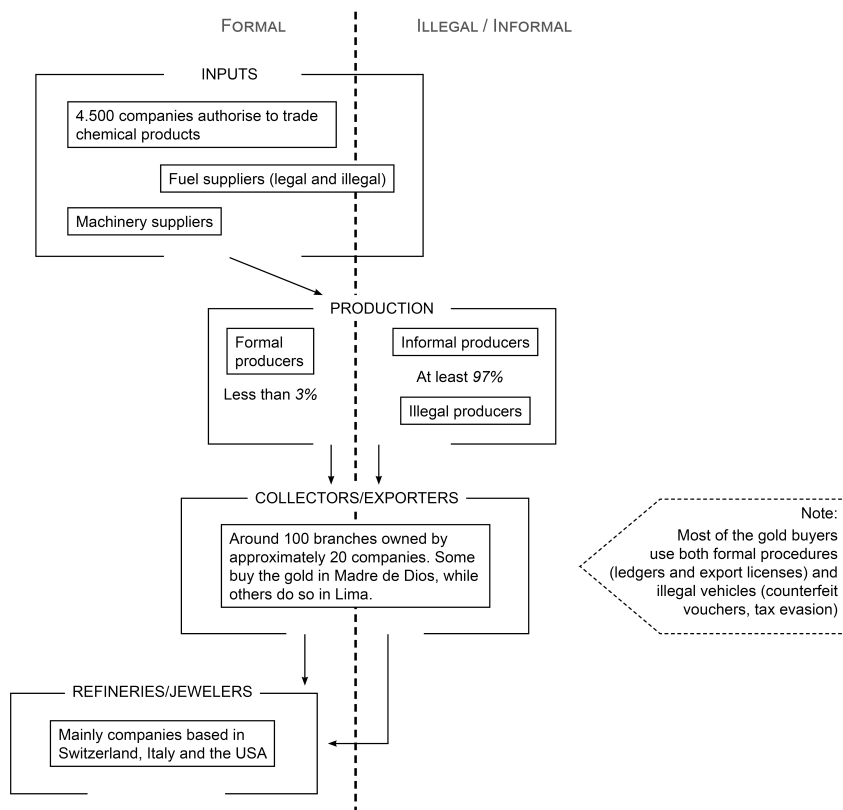 FORMAL
ILLEGAL / INFORMAL
INPUTS
4.500 companies authorise to trade
chemical products
Fuel suppliers (legal and illegal)
Machinery suppliers
PRODUCTION
Formal
producers
Less than 3%
Informal producers
At least 97%
Illegal producers
COLLECTORS/EXPORTERS
Around 100 branches owned by
approximately 20 companies. Some
buy the gold in Madre de Dios, while
others do so in Lima.
Note:
Most of the gold buyers
use both formal procedures
(ledgers and export licenses) and
illegal vehicles (counterfeit
vouchers, tax evasion)
REFINERIES/JEWELERS
Mainly companies based in
Switzerland, Italy and the USA